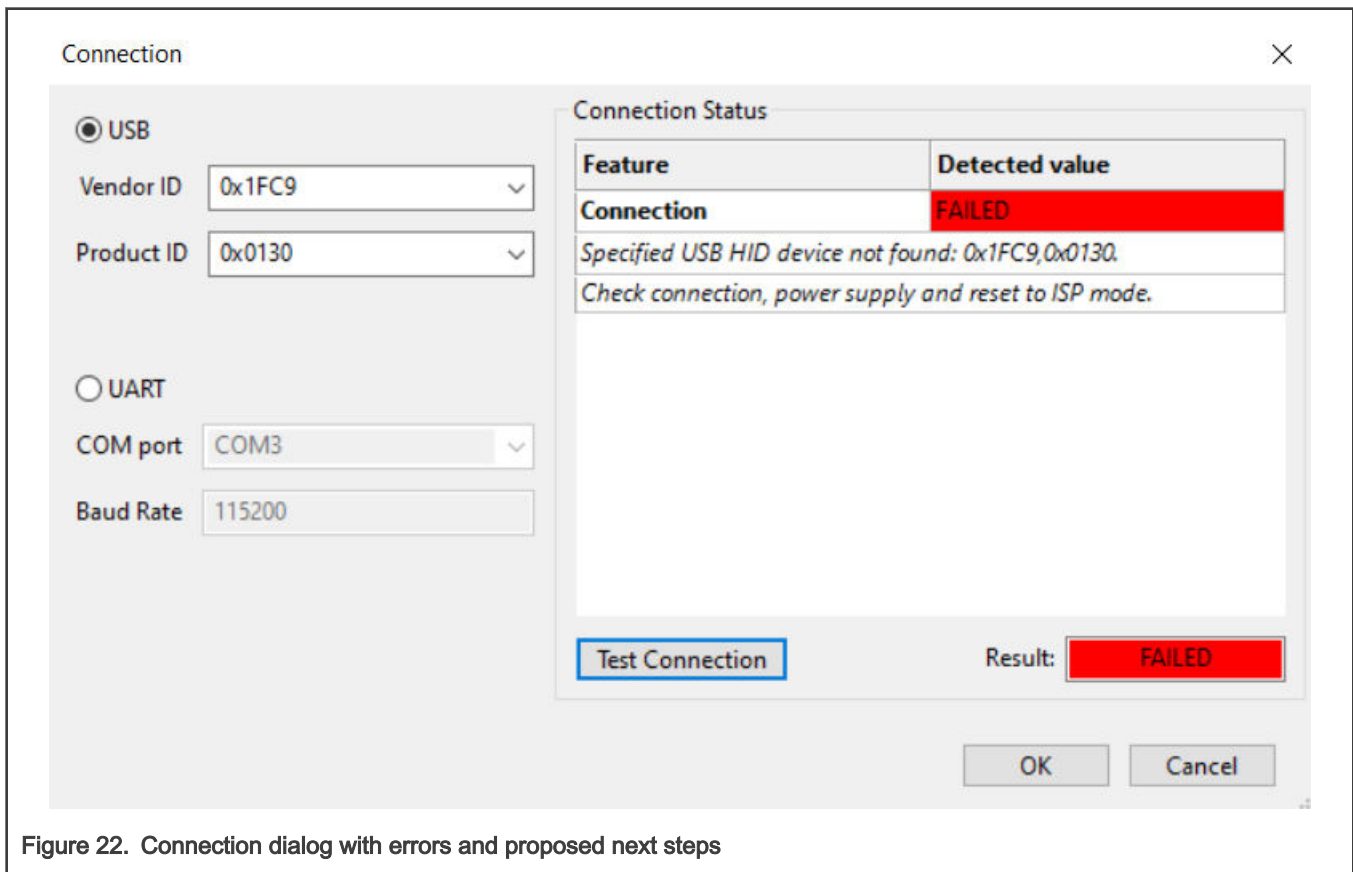 Connection
USB
Vendor ID 0x1FC9
Product ID 0x0130
UART
COM port COM3
Baud Rate 115200
Connection Status
Feature Detected value
Connection FAILED
Specified USB HID device not found: 0x1FC9,0x0130.
Check connection, power supply and reset to ISP mode.
Test Connection Result: FAILED
OK Cancel
Figure 22. Connection dialog with errors and proposed next steps